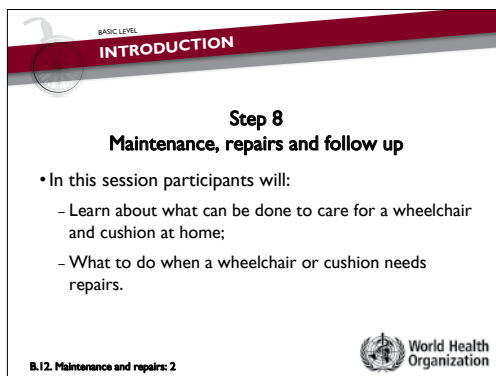 BASIC LEVEL
INTRODUCTION
Step 8
Maintenance, repairs and follow up
• In this session participants will:
– Learn about what can be done to care for a wheelchair
and cushion at home;
– What to do when a wheelchair or cushion needs
repairs.
B.12. Maintenance and repairs: 2
World Health
Organization